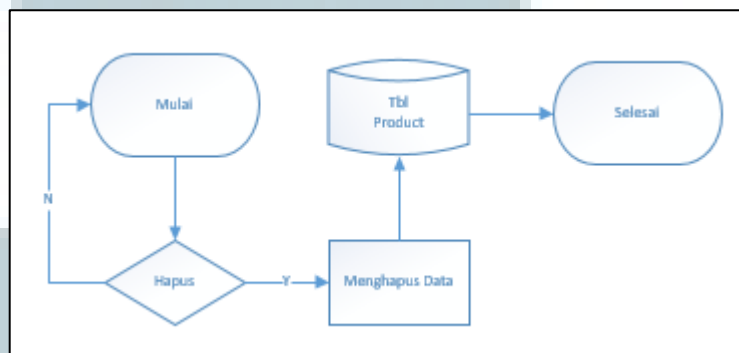 Mulai
Tbl
Product
Selesai
N
Hapus
Y
Menghapus Data